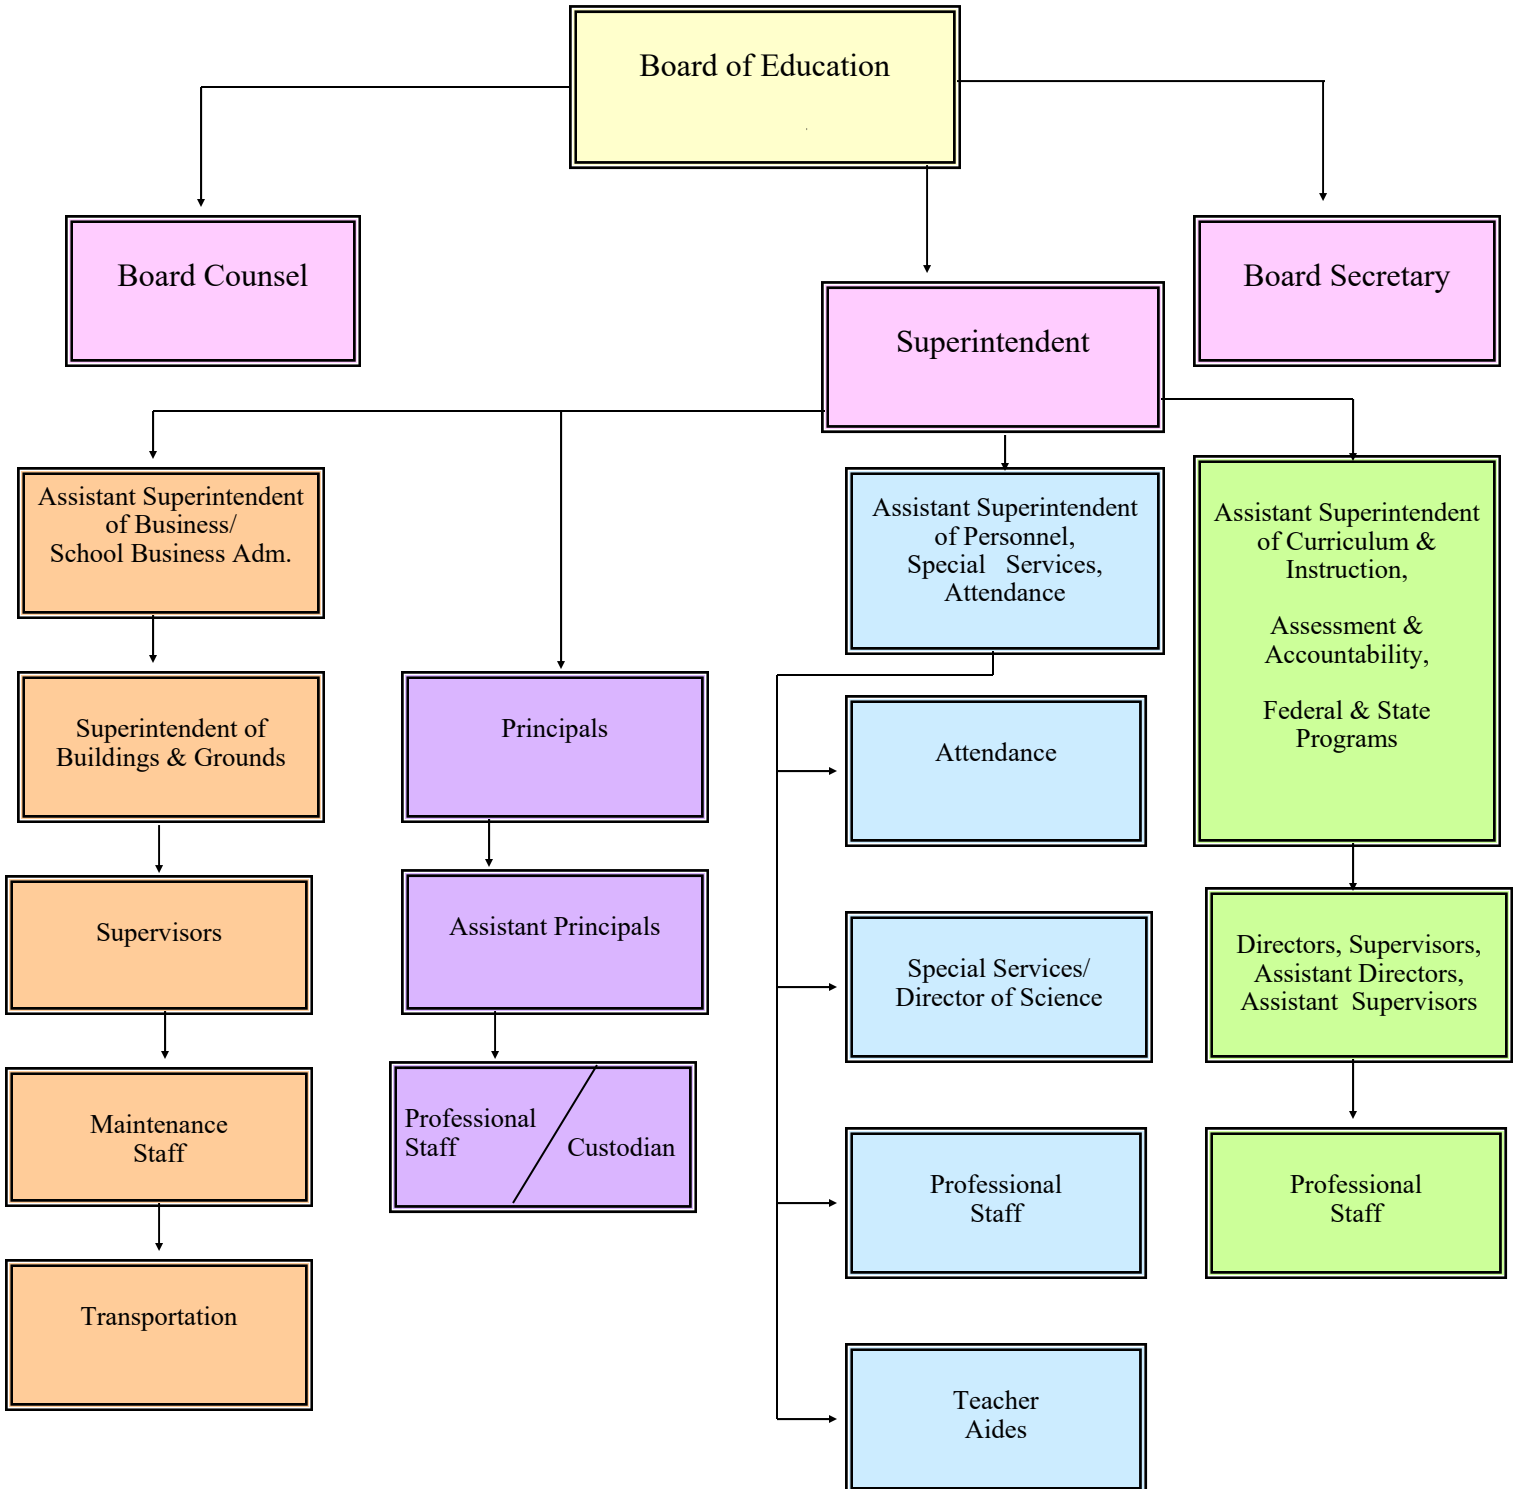 Board of Education
Board Counsel
Board Secretary
Superintendent
Assistant Superintendent
of Business/
School Business Adm.
Assistant Superintendent
of Personnel,
Special Services,
Attendance
Assistant Superintendent
of Curriculum &
Instruction,
Assessment &
Accountability,
Federal & State
Programs
Superintendent of
Buildings & Grounds
Principals
Attendance
Supervisors
Assistant Principals
Special Services/
Director of Science
Directors, Supervisors,
Assistant Directors,
Assistant Supervisors
Maintenance
Staff
Professional
Staff
Custodian
Professional
Staff
Professional
Staff
Transportation
Teacher
Aides